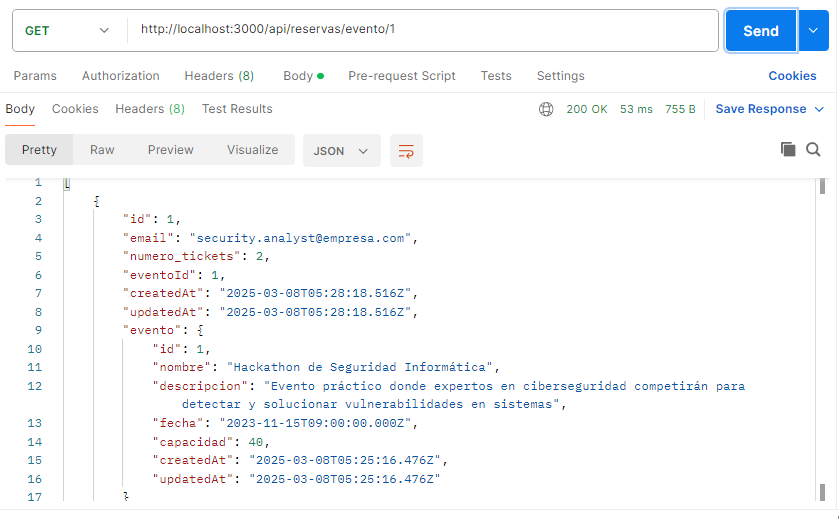 GET http://localhost:3000/api/reservas/evento/1 Send
Params Authorization Headers (8) Body Pre-request Script Tests Settings Cookies
Body Cookies Headers (8) Test Results 200 OK 53 ms 755 B Save Response
Pretty Raw Preview Visualize JSON
1 [
2 {
3 "id": 1,
4 "email": "security.analyst@empresa.com",
5 "numero_tickets": 2,
6 "eventoId": 1,
7 "createdAt": "2025-03-08T05:28:18.516Z",
8 "updatedAt": "2025-03-08T05:28:18.516Z",
9 "evento": {
10 "id": 1,
11 "nombre": "Hackathon de Seguridad Informática",
12 "descripcion": "Evento práctico donde expertos en ciberseguridad competirán para
detectar y solucionar vulnerabilidades en sistemas",
13 "fecha": "2023-11-15T09:00:00.000Z",
14 "capacidad": 40,
15 "createdAt": "2025-03-08T05:25:16.476Z",
16 "updatedAt": "2025-03-08T05:25:16.476Z"
17 }